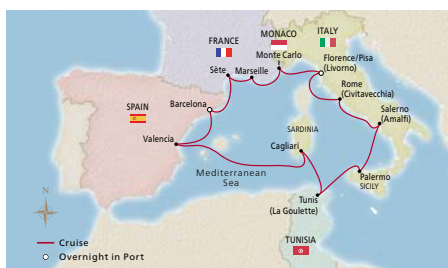 FRANCE
MONACO
ITALY
Monte Carlo
Florence/Pisa
(Livorno)
Sète
Marseille
Rome
(Civitavecchia)
SPAIN
Barcelona
Salerno
(Amalfi)
Valencia
SARDINIA
Cagliari
Mediterranean
Sea
Palermo
SICILY
Tunis
(La Goulette)
TUNISIA
N
Cruise
Overnight in Port